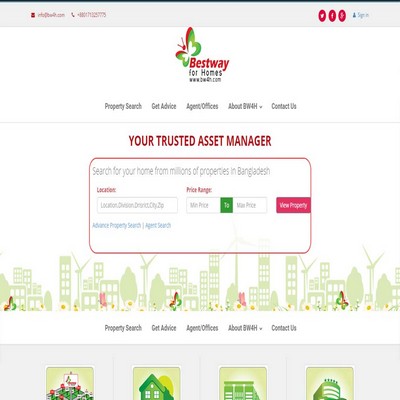 info@bw4h.com +8801713257775 Sign in
Bestway
for Homes
www.bw4h.com
Property Search Get Advice Agent/Offices About BW4H Contact Us
YOUR TRUSTED ASSET MANAGER
Search for your home from millions of properties in Bangladesh
Location: Price Range:
Location,Division,District,City,Zip Min Price To Max Price View Property
Advance Property Search | Agent Search
Property Search Get Advice Agent/Offices About BW4H Contact Us